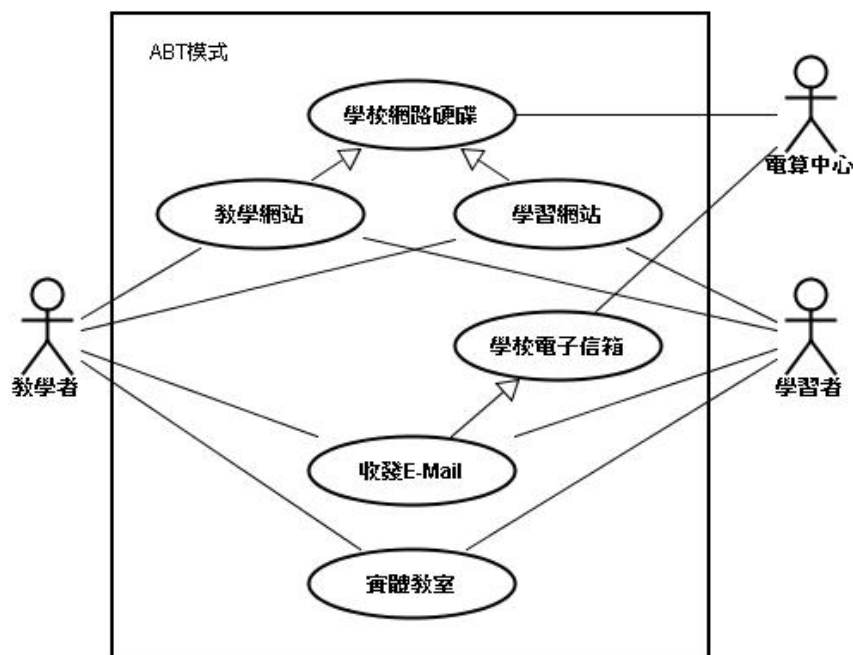 ABT模式
學校網路硬碟
電算中心
教學網站
學習網站
學校電子信箱
教學者
學習者
收發E-Mail
實體教室